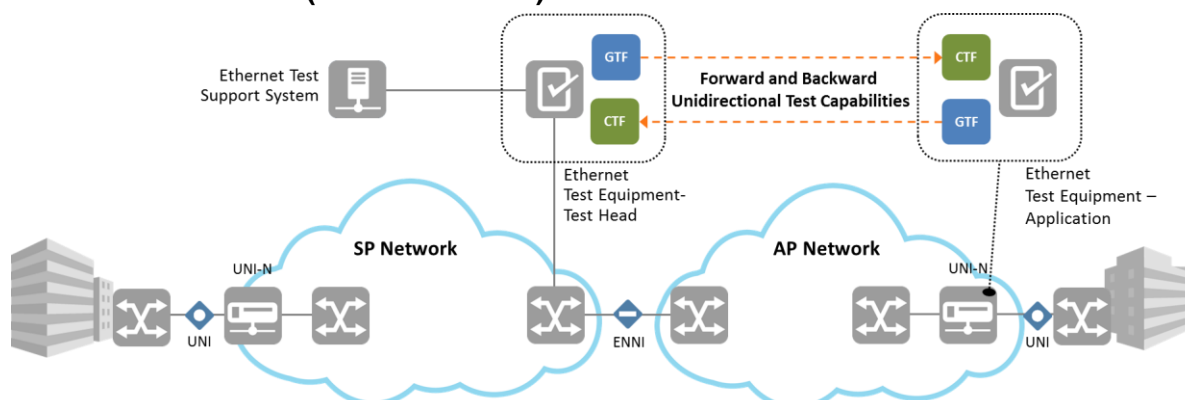 GTF
CTF
Ethernet Test
Support System
Forward and Backward
Unidirectional Test Capabilities
CTF
GTF
Ethernet
Test Equipment-
Test Head
Ethernet
Test Equipment –
Application
SP Network
AP Network
UNI-N
UNI-N
UNI
ENNI
UNI